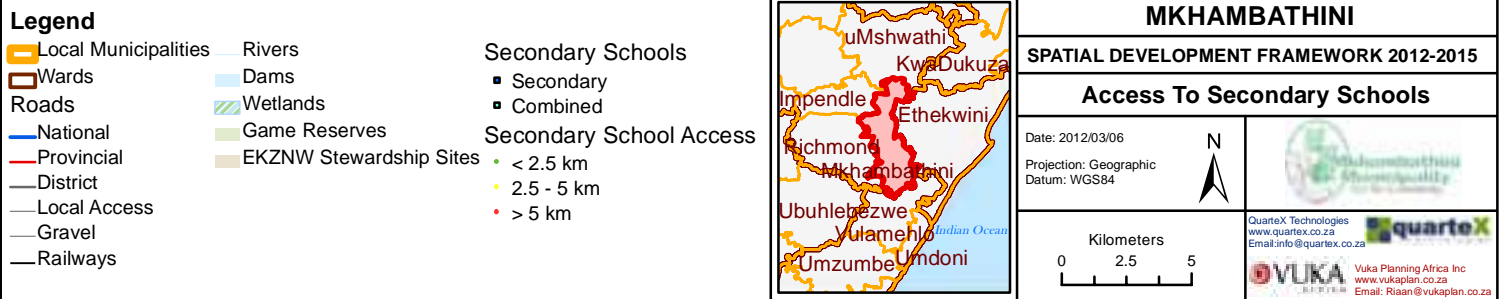 Legend
Local Municipalities
Wards
Roads
National
Provincial
District
Local Access
Gravel
Railways
Rivers
Dams
Wetlands
Game Reserves
EKZNW Stewardship Sites
Secondary Schools
Secondary
Combined
Secondary School Access
< 2.5 km
2.5 - 5 km
> 5 km
uMshwathi
KwaDukuza
Impendle
Ethekwini
Richmond
Mkhambathini
Ubuhlebezwe
Vulamehlo
Indian Ocean
Umzumbe
Umdoni
MKHAMBATHINI
SPATIAL DEVELOPMENT FRAMEWORK 2012-2015
Access To Secondary Schools
Date: 2012/03/06
Projection: Geographic
Datum: WGS84
N
Mkhambathini
Municipality
Kilometers
0 2.5 5
QuarteX Technologies
www.quartex.co.za
Email:info@quartex.co.za
quarteX
VUKA
Vuka Planning Africa Inc
www.vukaplan.co.za
Email: Riaan@vukaplan.co.za